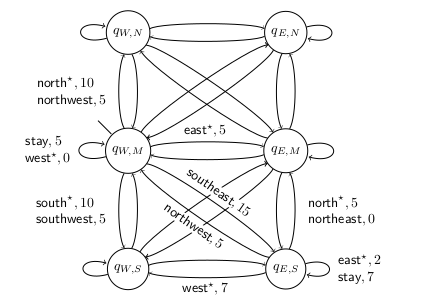 q_{W,N}
q_{E,N}
north*, 10
northwest, 5
stay, 5
west*, 0
q_{W,M}
east*, 5
q_{E,M}
south*, 10
southwest, 5
southeast, 15
northwest, 5
north*, 5
northeast, 0
q_{W,S}
q_{E,S}
east*, 2
stay, 7
west*, 7